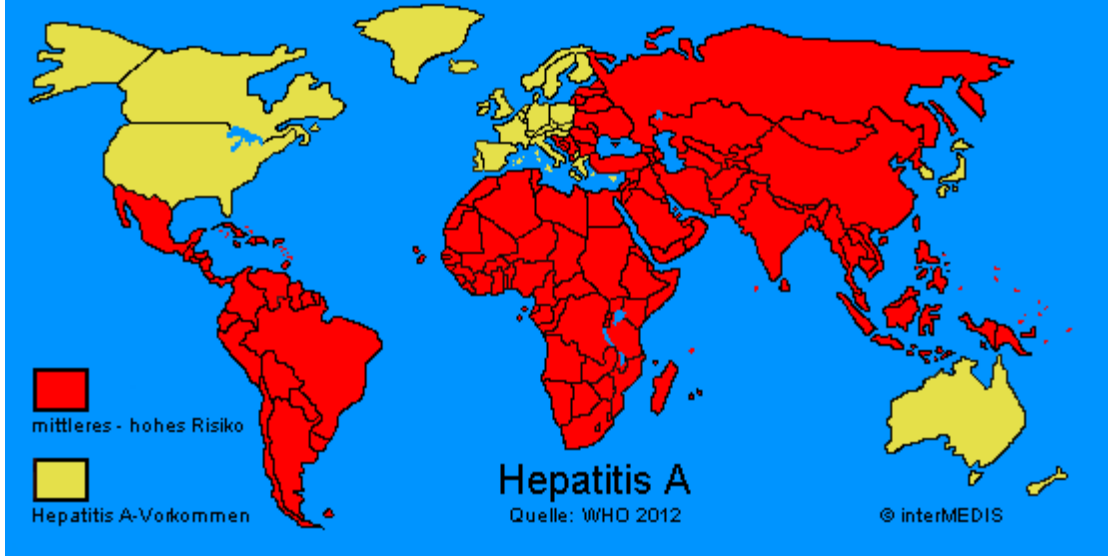 mittleres - hohes Risiko
Hepatitis A-Vorkommen
Hepatitis A
Quelle: WHO 2012
© interMEDIS